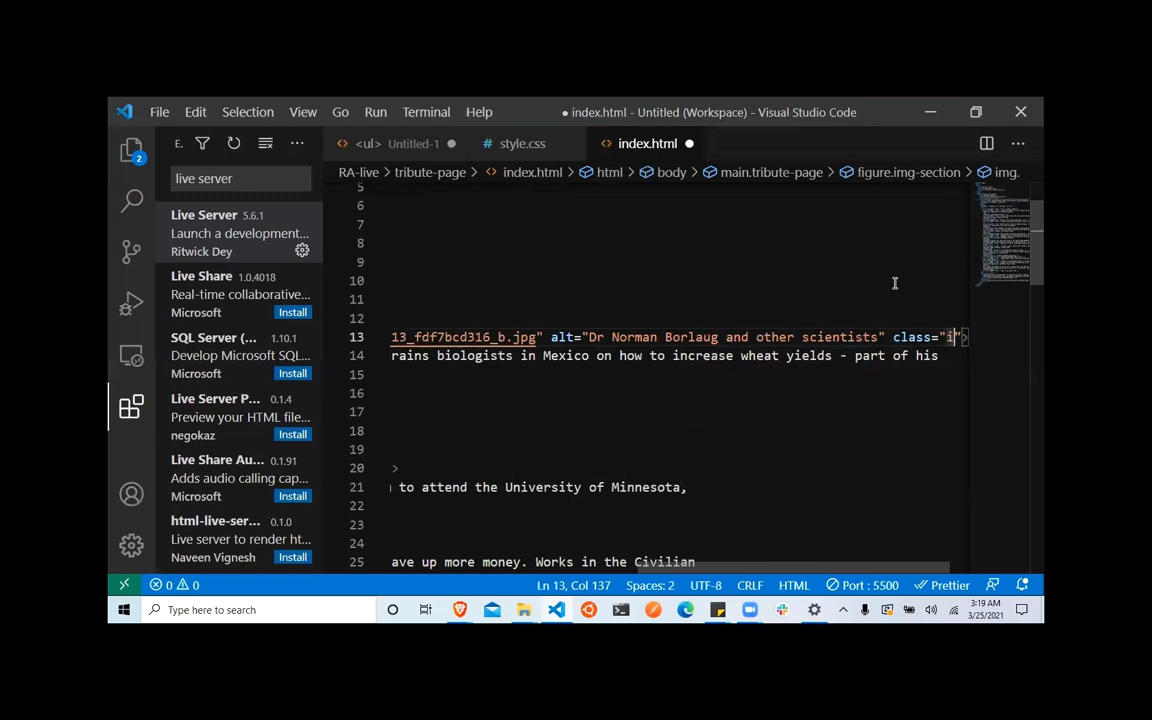 File Edit Selection View Go Run Terminal Help ● index.html - Untitled (Workspace) - Visual Studio Code
E.
<ul> Untitled-1 # style.css <> index.html
live server
RA-live > tribute-page > <> index.html > html > body > main.tribute-page > figure.img-section > img.
Live Server 5.6.1
Launch a development...
Ritwick Dey
Live Share 1.0.4018
Real-time collaborative...
Microsoft Install
SQL Server (... 1.10.1
Develop Microsoft SQL...
Microsoft Install
Live Server P... 0.1.4
Preview your HTML file...
negokaz Install
Live Share Au... 0.1.91
Adds audio calling cap...
Microsoft Install
html-live-ser... 0.1.0
Live server to render ht...
Naveen Vignesh Install
2
5
6
7
8
9
10
11
12
13 13_fdf7bcd316_b.jpg" alt="Dr Norman Borlaug and other scientists" class="i">
14 rains biologists in Mexico on how to increase wheat yields - part of his
15
16
17
18
19
20 >
21 to attend the University of Minnesota,
22
23
24
25 ave up more money. Works in the Civilian
0 0 Ln 13, Col 137 Spaces: 2 UTF-8 CRLF HTML Port : 5500 Prettier
Type here to search
3:19 AM
3/25/2021